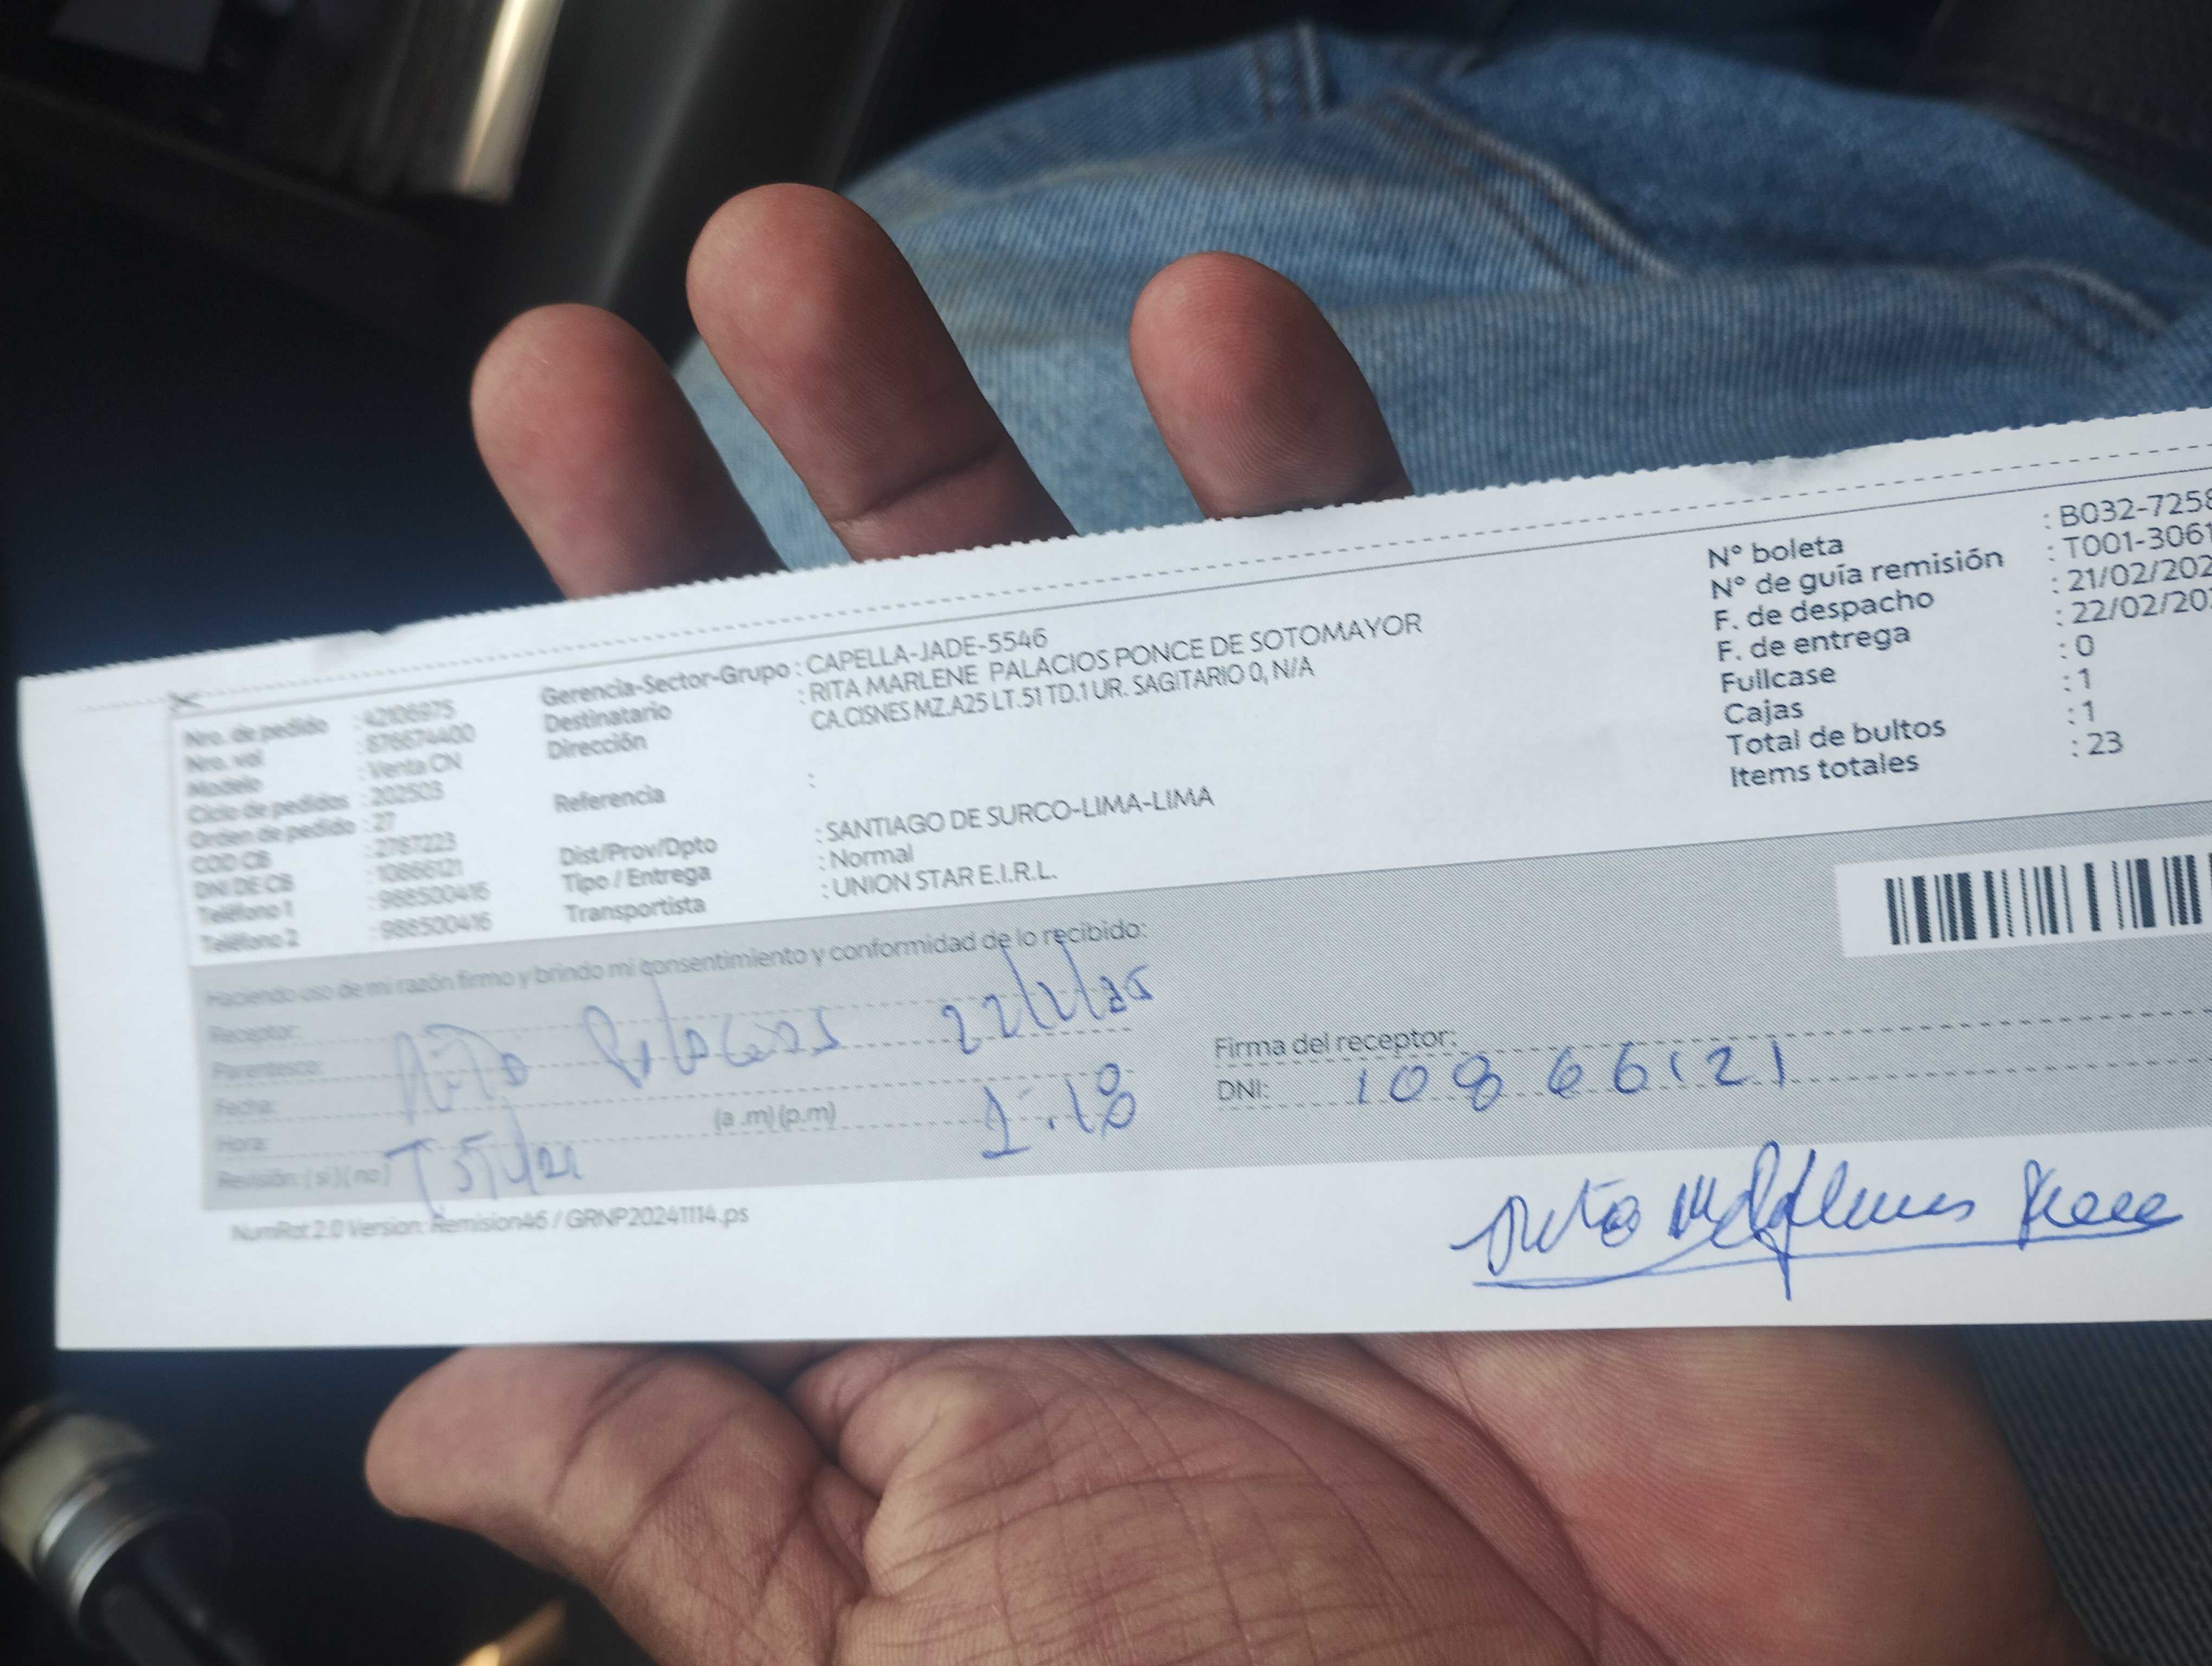 Nro. de pedido : 42106975
Nro. vol : 876674400
Modelo : Venta CN
Ciclo de pedidos : 202503
Orden de pedido : 27
COD CB : 2787223
DNI DE CB : 10866121
Teléfono 1 : 988500416
Teléfono 2 : 988500416
Gerencia-Sector-Grupo : CAPELLA-JADE-5546
Destinatario : RITA MARLENE PALACIOS PONCE DE SOTOMAYOR
Dirección CA.CISNES MZ.A25 LT.51 TD.1 UR. SAGITARIO 0, N/A
Referencia :
Dist/Prov/Dpto : SANTIAGO DE SURCO-LIMA-LIMA
Tipo / Entrega : Normal
Transportista : UNION STAR E.I.R.L.
N° boleta : B032-7258
N° de guía remisión : T001-3061
F. de despacho : 21/02/202
F. de entrega : 22/02/202
Fullcase : 0
Cajas : 1
Total de bultos : 1
Items totales : 23
Haciendo uso de mi razón firmo y brindo mi consentimiento y conformidad de lo recibido:
Receptor:
Parentesco: Rita Palacios 22/2/25
Fecha:
Hora: (a .m) (p.m) 1:18
Revisión: ( si ) ( no )
Firma del receptor:
DNI: 10866121
NumRot 2.0 Version: Remision46 / GRNP20241114.ps